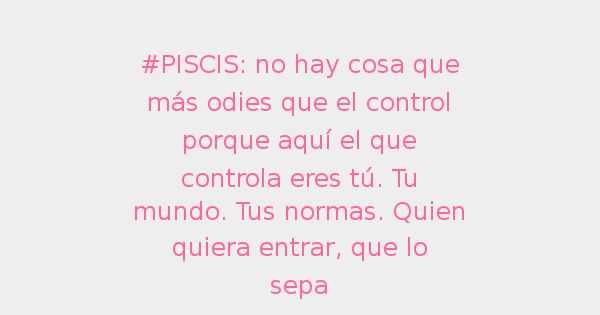 #PISCIS: no hay cosa que
más odies que el control
porque aquí el que
controla eres tú. Tu
mundo. Tus normas. Quien
quiera entrar, que lo
sepa